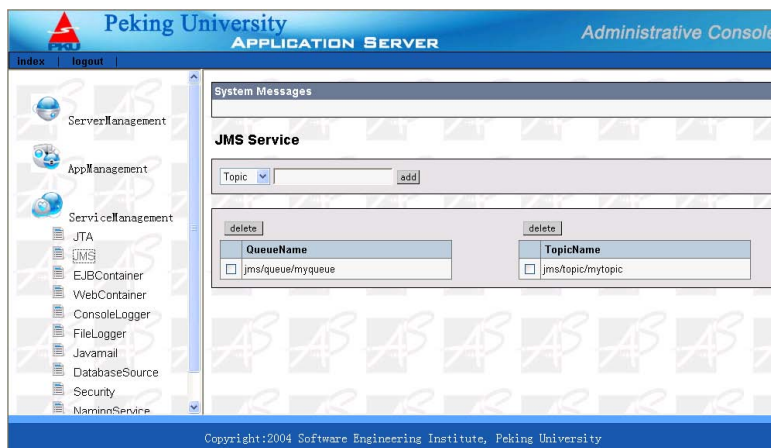 Peking University
APPLICATION SERVER
Administrative Console
PKU
index | logout |
ServerManagement
AppManagement
ServiceManagement
JTA
JMS
EJBContainer
WebContainer
ConsoleLogger
FileLogger
Javamail
DatabaseSource
Security
NamingService
System Messages
JMS Service
Topic add
delete
QueueName
jms/queue/myqueue
delete
TopicName
jms/topic/mytopic
Copyright:2004 Software Engineering Institute, Peking University